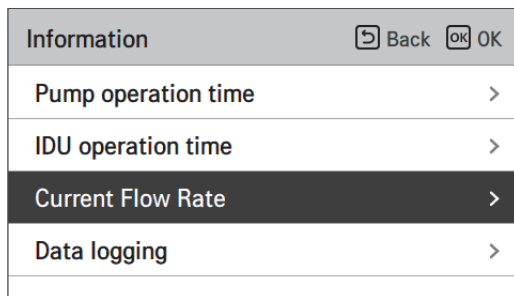 Information Back OK OK
Pump operation time >
IDU operation time >
Current Flow Rate >
Data logging >